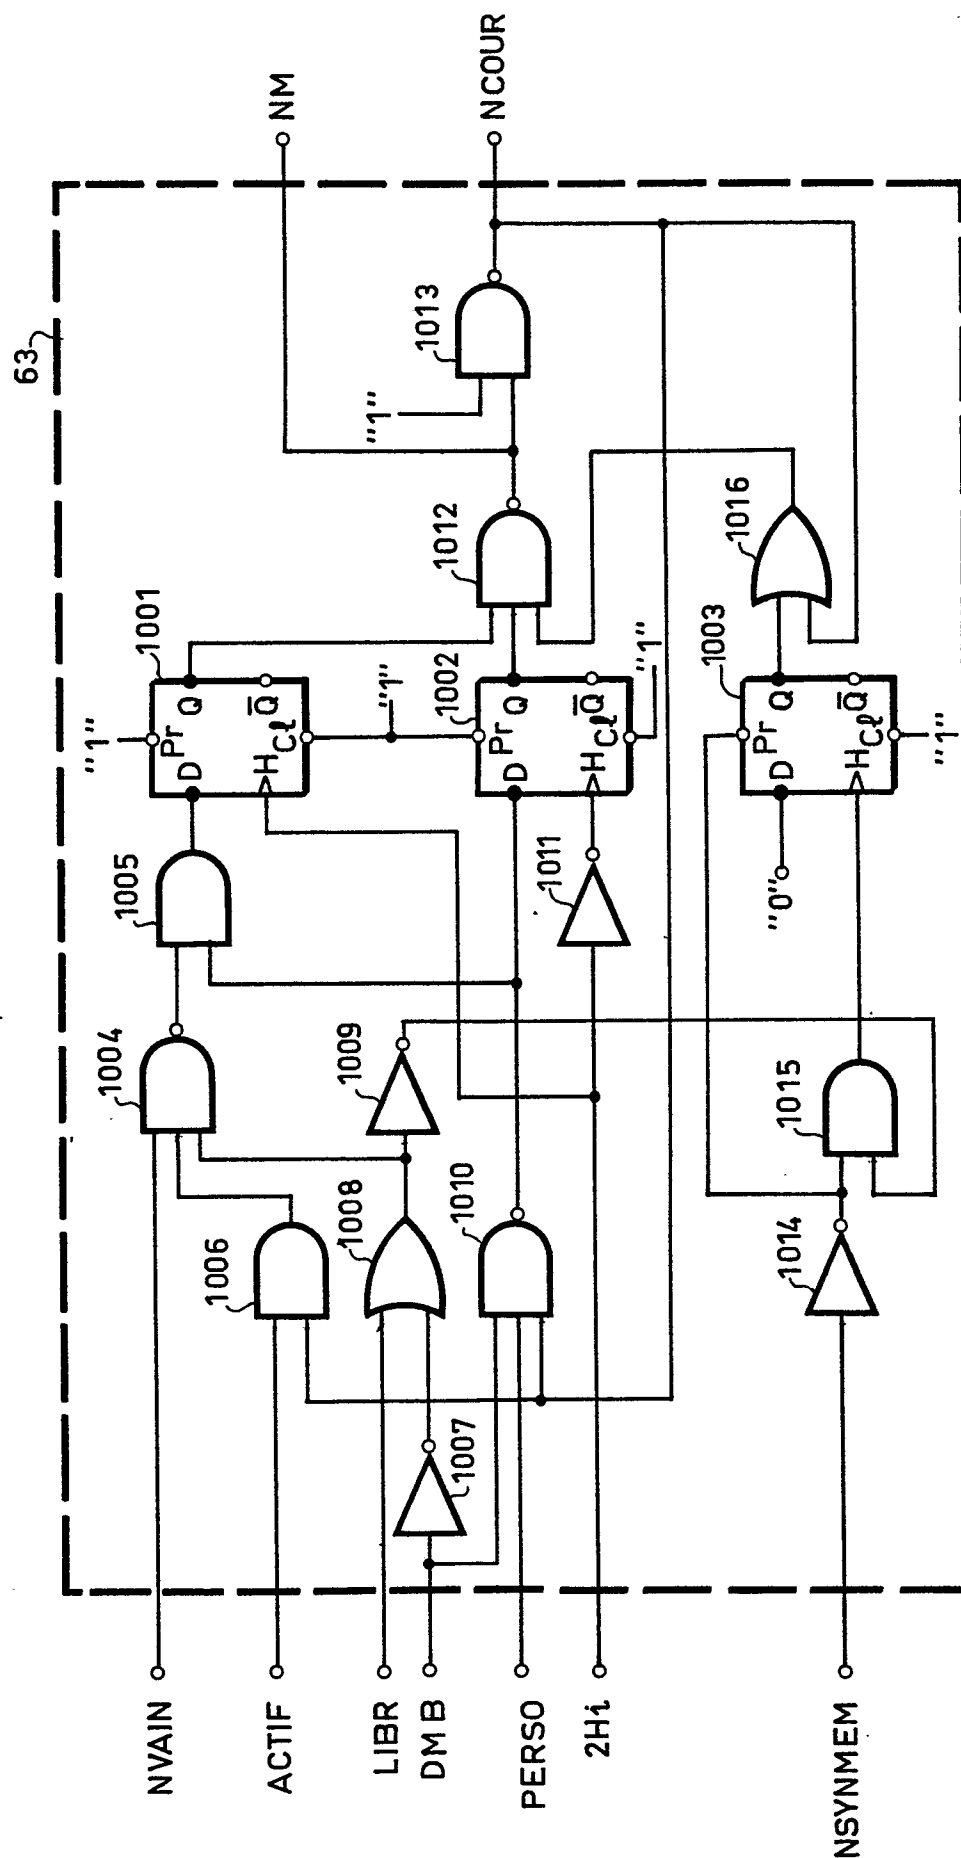 63
NM
NCOUR
"1"
1013
"1"
1001
Pr
D
Q
Q̅
H
Cℓ
1005
1004
1012
"1"
1002
Pr
D
Q
Q̅
H
Cℓ
"1"
1011
1016
1003
Pr
D
Q
Q̅
H
Cℓ
"1"
"0"
1009
1006
1008
1010
1007
1015
1014
NVAIN
ACTIF
LIBR
DMB
PERSO
2Hi
NSYNMEM